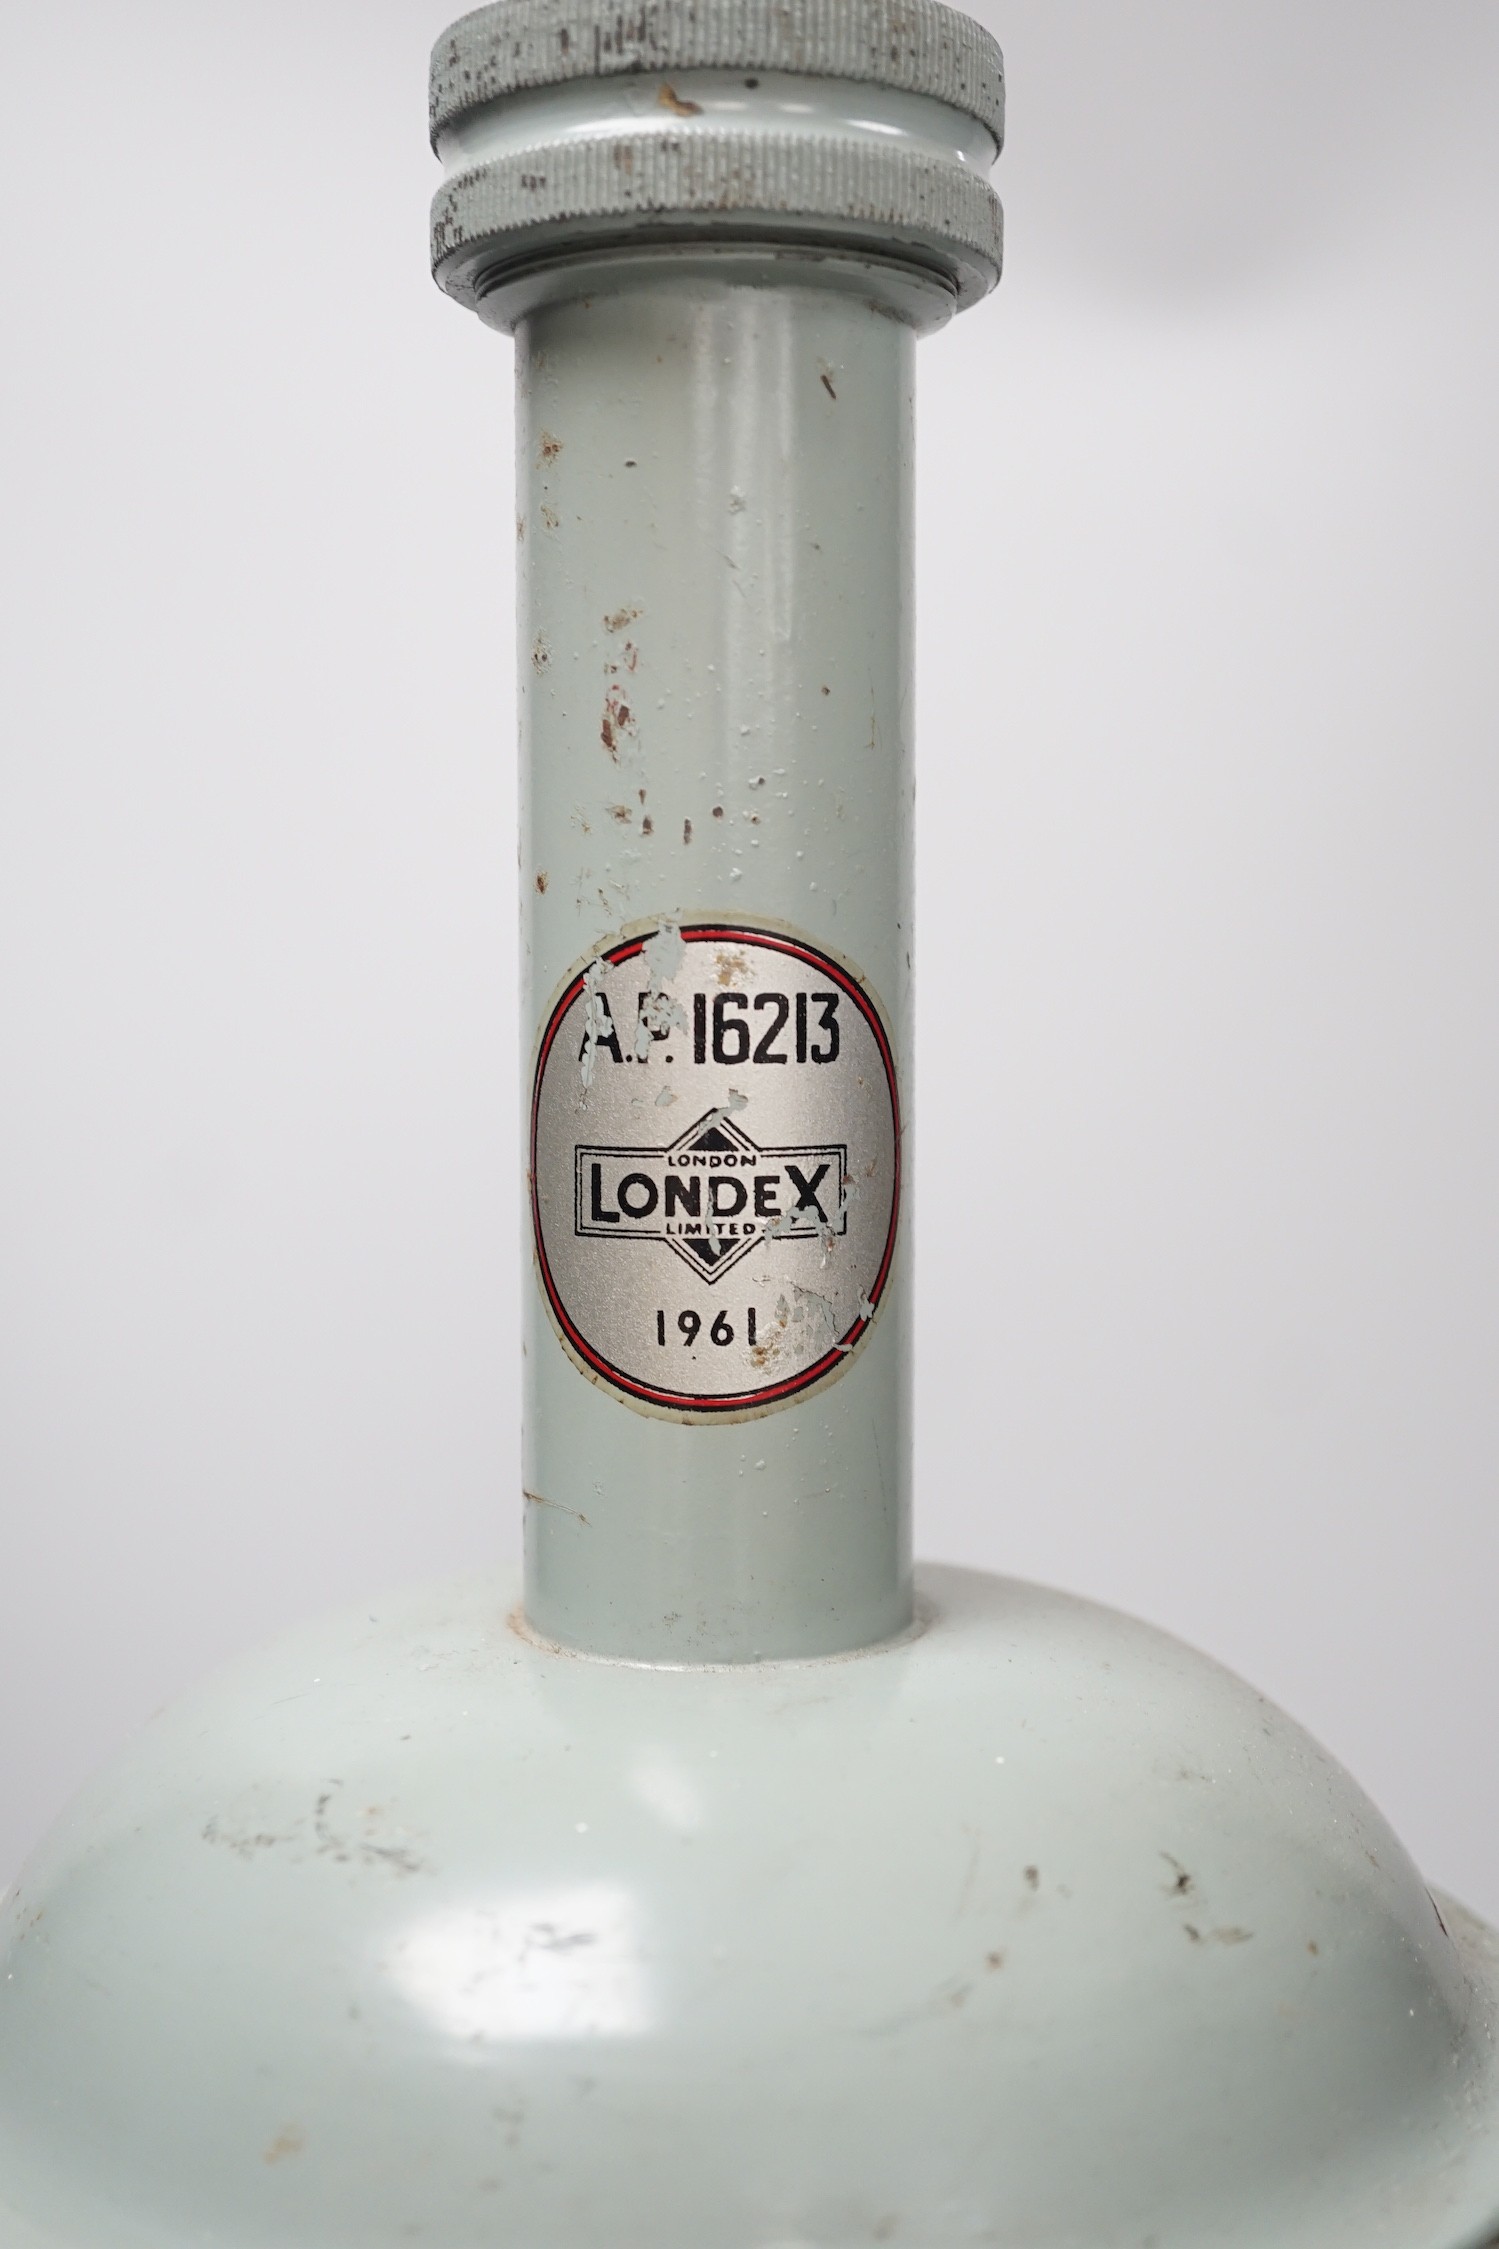 A.P. 16213
LONDON
LONDEX
LIMITED
1961